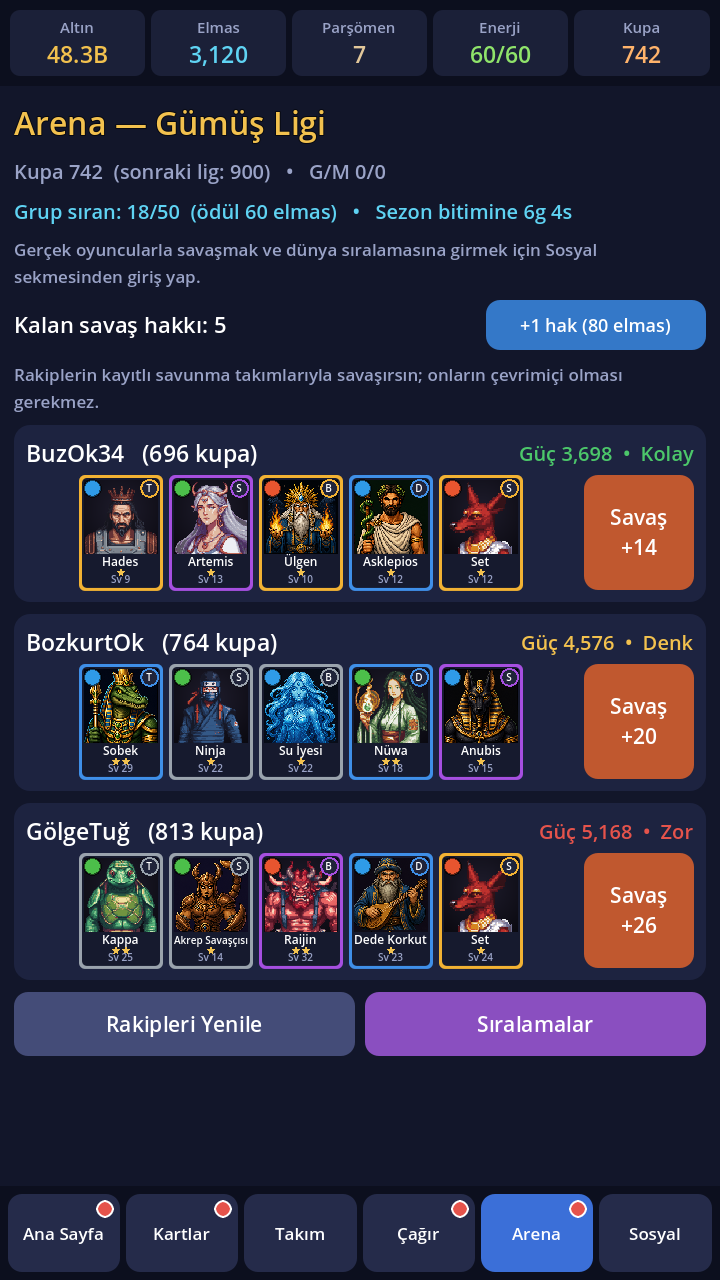 Altın
48.3B
Elmas
3,120
Parşömen
7
Enerji
60/60
Kupa
742
Arena — Gümüş Ligi
Kupa 742 (sonraki lig: 900) • G/M 0/0
Grup sıran: 18/50 (ödül 60 elmas) • Sezon bitimine 6g 4s
Gerçek oyuncularla savaşmak ve dünya sıralamasına girmek için Sosyal
sekmesinden giriş yap.
Kalan savaş hakkı: 5
+1 hak (80 elmas)
Rakiplerin kayıtlı savunma takımlarıyla savaşırsın; onların çevrimiçi olması
gerekmez.
BuzOk34 (696 kupa)
Güç 3,698 • Kolay
T
Hades
Sv 9
S
Artemis
Sv 13
B
Ülgen
Sv 10
D
Asklepios
Sv 12
S
Set
Sv 12
Savaş
+14
BozkurtOk (764 kupa)
Güç 4,576 • Denk
T
Sobek
Sv 29
S
Ninja
Sv 22
B
Su İyesi
Sv 22
D
Nüwa
Sv 18
S
Anubis
Sv 15
Savaş
+20
GölgeTuğ (813 kupa)
Güç 5,168 • Zor
T
Kappa
Sv 25
S
Akrep Savaşçısı
Sv 14
B
Raijin
Sv 32
D
Dede Korkut
Sv 23
S
Set
Sv 24
Savaş
+26
Rakipleri Yenile
Sıralamalar
Ana Sayfa
Kartlar
Takım
Çağır
Arena
Sosyal